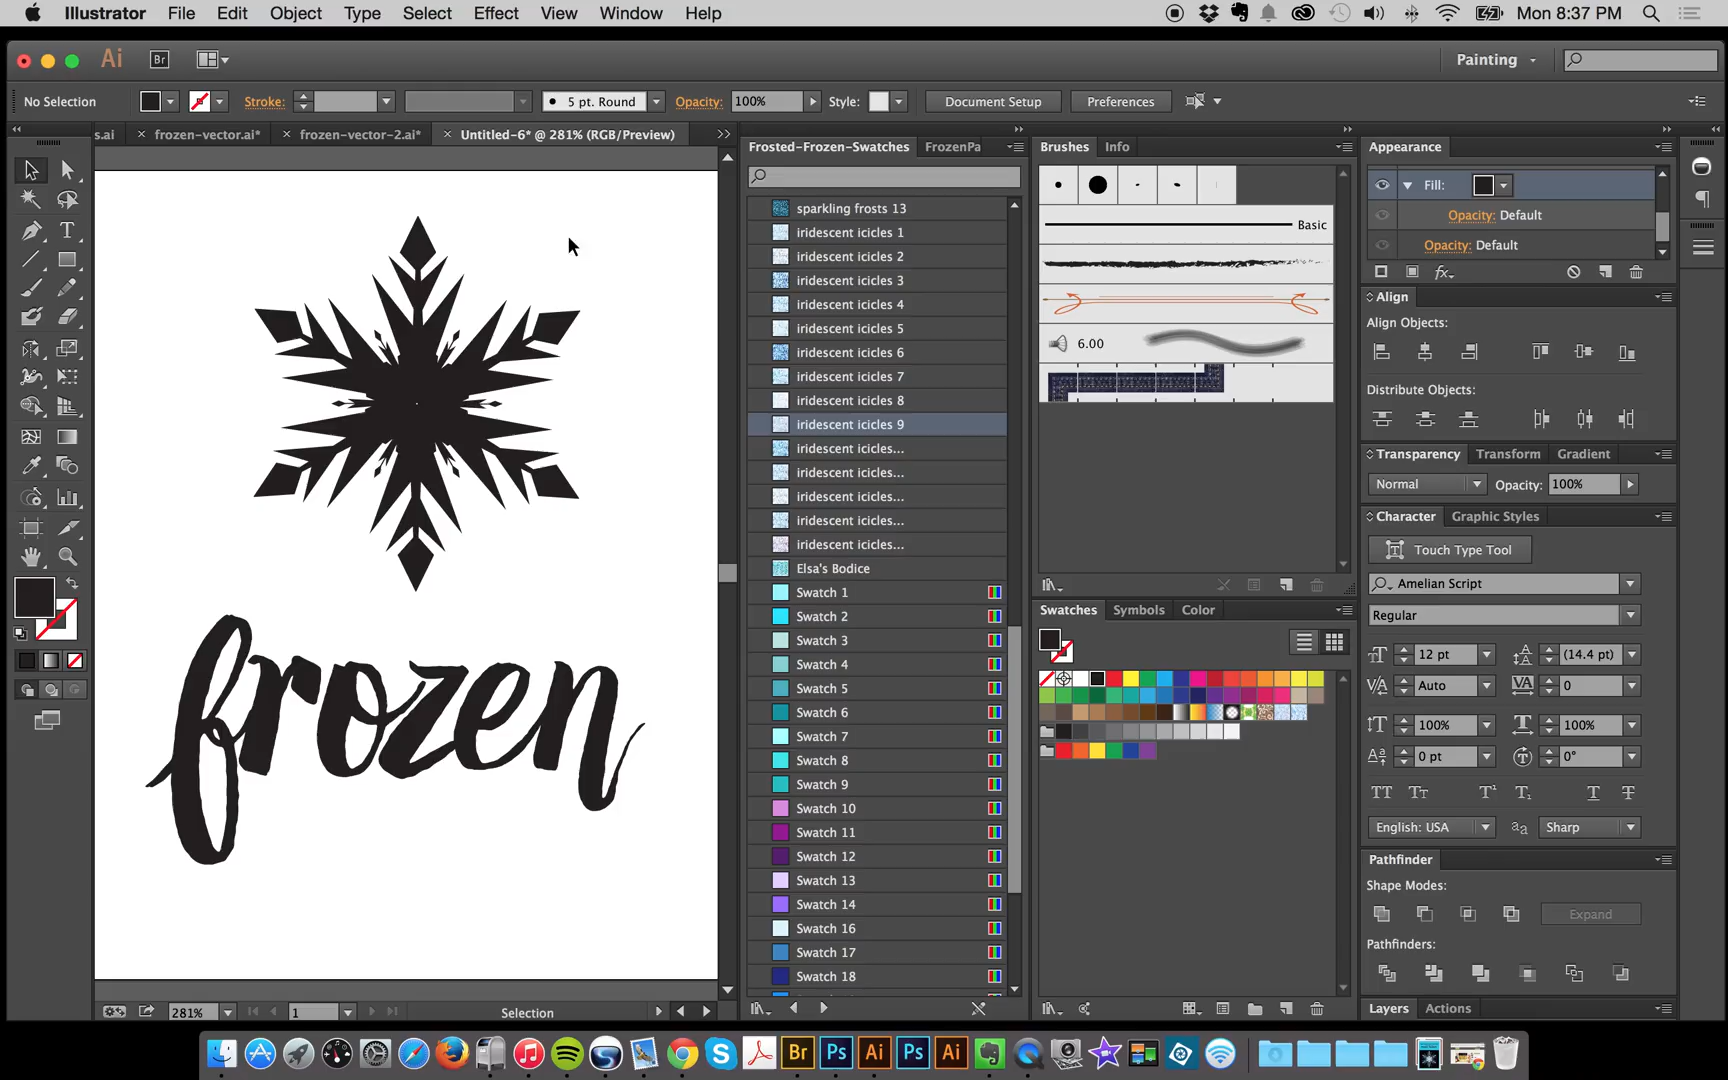 Illustrator File Edit Object Type Select Effect View Window Help Mon 8:37 PM
Ai Br Painting
No Selection Stroke: 5 pt. Round Opacity: 100% Style: Document Setup Preferences
s.ai frozen-vector.ai* frozen-vector-2.ai* Untitled-6* @ 281% (RGB/Preview)
frozen
281% 1 Selection
Frosted-Frozen-Swatches FrozenPa
sparkling frosts 13
iridescent icicles 1
iridescent icicles 2
iridescent icicles 3
iridescent icicles 4
iridescent icicles 5
iridescent icicles 6
iridescent icicles 7
iridescent icicles 8
iridescent icicles 9
iridescent icicles...
iridescent icicles...
iridescent icicles...
iridescent icicles...
iridescent icicles...
Elsa's Bodice
Swatch 1
Swatch 2
Swatch 3
Swatch 4
Swatch 5
Swatch 6
Swatch 7
Swatch 8
Swatch 9
Swatch 10
Swatch 11
Swatch 12
Swatch 13
Swatch 14
Swatch 16
Swatch 17
Swatch 18
Brushes Info
Basic
6.00
Swatches Symbols Color
Appearance
Fill:
Opacity: Default
Opacity: Default
fx
Align
Align Objects:
Distribute Objects:
Transparency Transform Gradient
Normal Opacity: 100%
Character Graphic Styles
Touch Type Tool
Amelian Script
Regular
12 pt (14.4 pt)
Auto 0
100% 100%
0 pt 0°
English: USA Sharp
Pathfinder
Shape Modes:
Expand
Pathfinders:
Layers Actions
Br Ps Ai Ps Ai